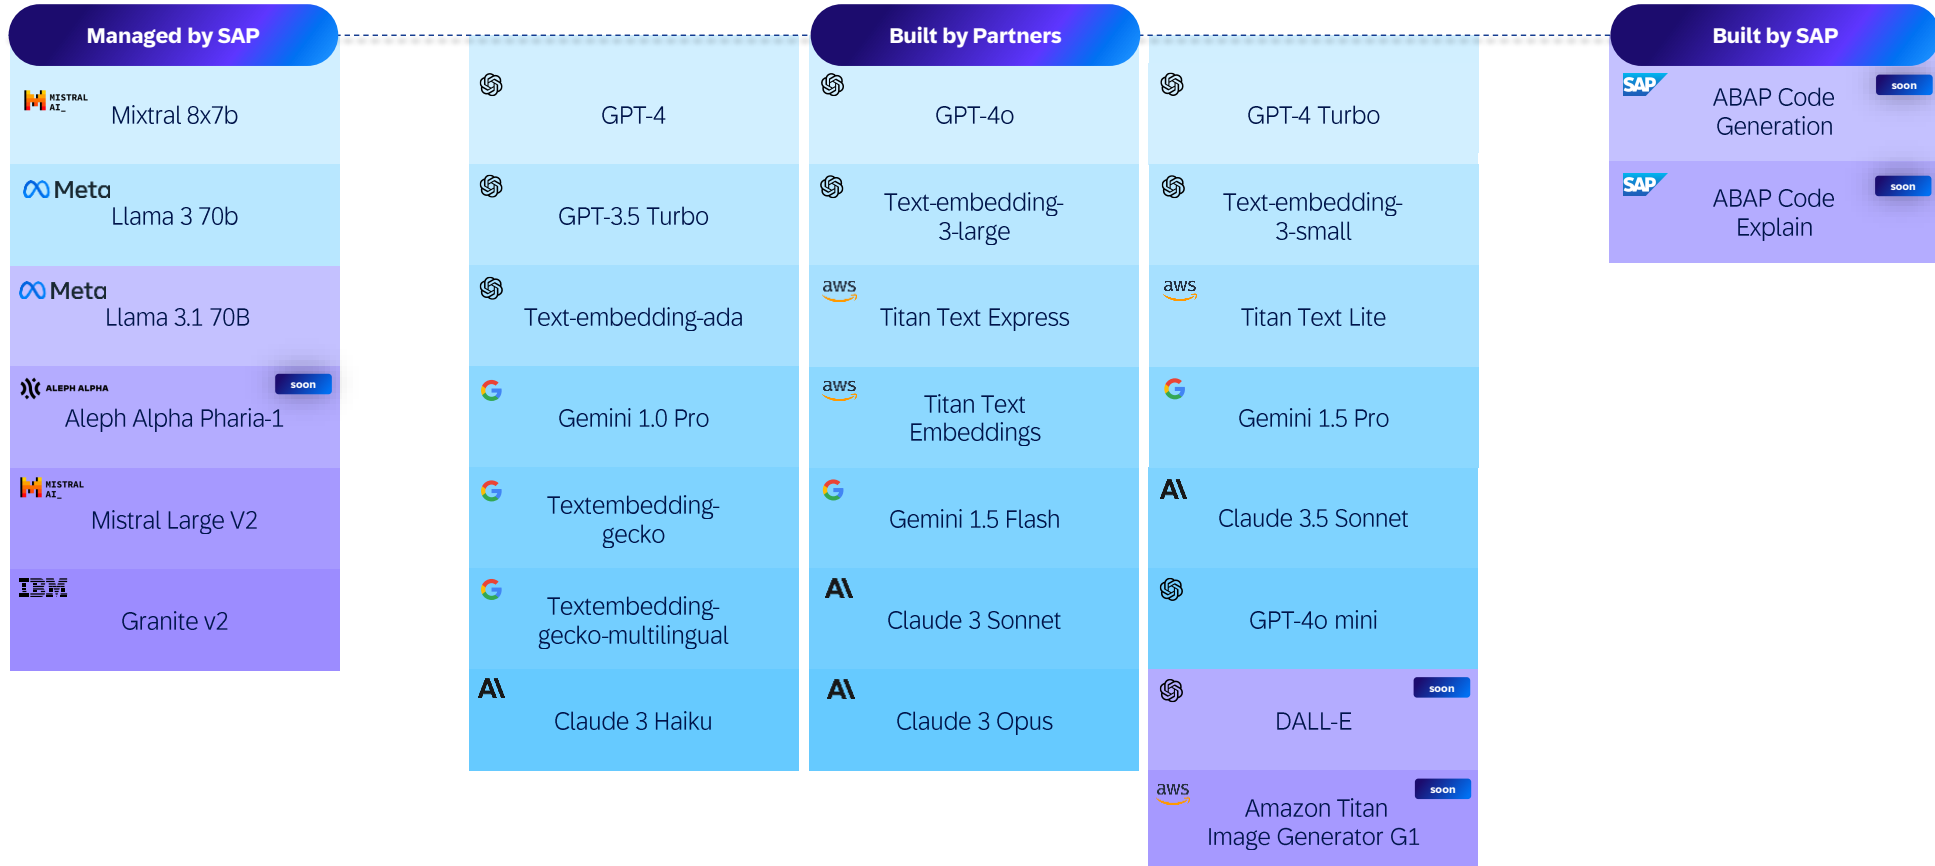 Managed by SAP
Built by Partners
Built by SAP
MISTRAL
AI_
Mixtral 8x7b
Meta
Llama 3 70b
Meta
Llama 3.1 70B
ALEPH ALPHA
soon
Aleph Alpha Pharia-1
MISTRAL
AI_
Mistral Large V2
IBM
Granite v2
GPT-4
GPT-3.5 Turbo
Text-embedding-ada
Gemini 1.0 Pro
Textembedding-
gecko
Textembedding-
gecko-multilingual
Claude 3 Haiku
GPT-4o
Text-embedding-
3-large
aws
Titan Text Express
aws
Titan Text
Embeddings
Gemini 1.5 Flash
Claude 3 Sonnet
Claude 3 Opus
GPT-4 Turbo
Text-embedding-
3-small
aws
Titan Text Lite
Gemini 1.5 Pro
Claude 3.5 Sonnet
GPT-4o mini
soon
DALL-E
aws
soon
Amazon Titan
Image Generator G1
SAP
soon
ABAP Code
Generation
SAP
soon
ABAP Code
Explain